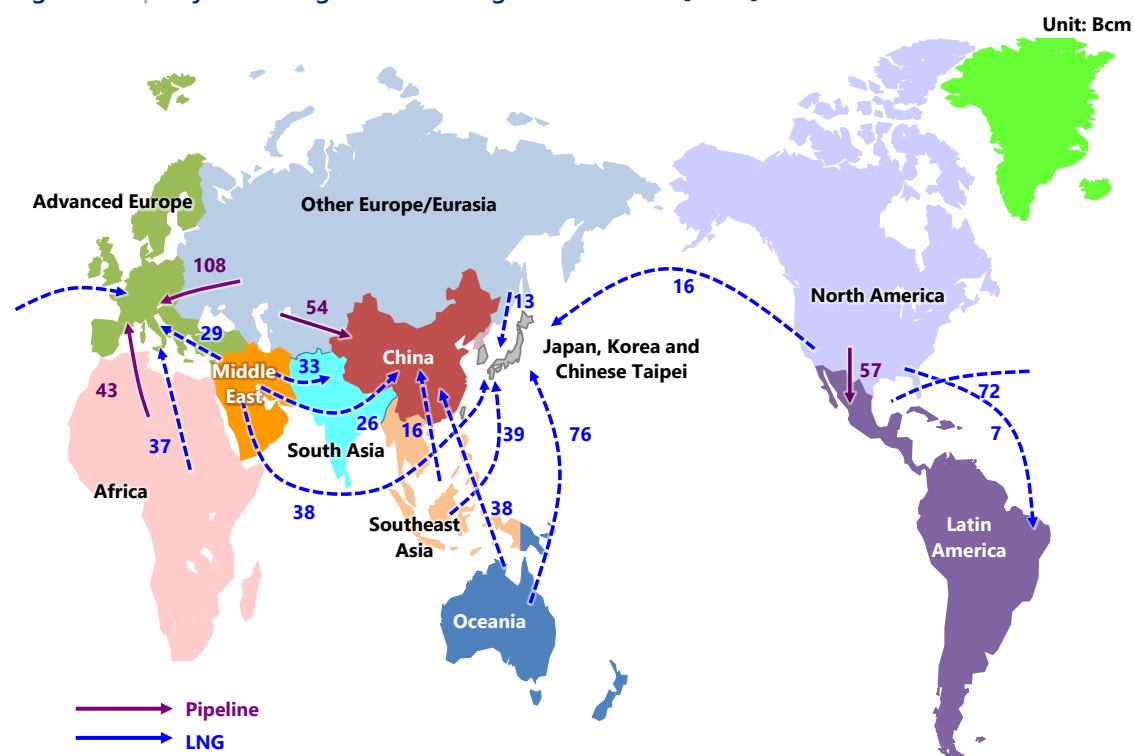 Unit: Bcm
Advanced Europe
Other Europe/Eurasia
108
16
North America
13
54
29
Japan, Korea and
Chinese Taipei
China
33
Middle
East
57
43
72
26
16
39
76
7
37
South Asia
Africa
38
38
Southeast
Asia
Latin
America
Oceania
Pipeline
LNG